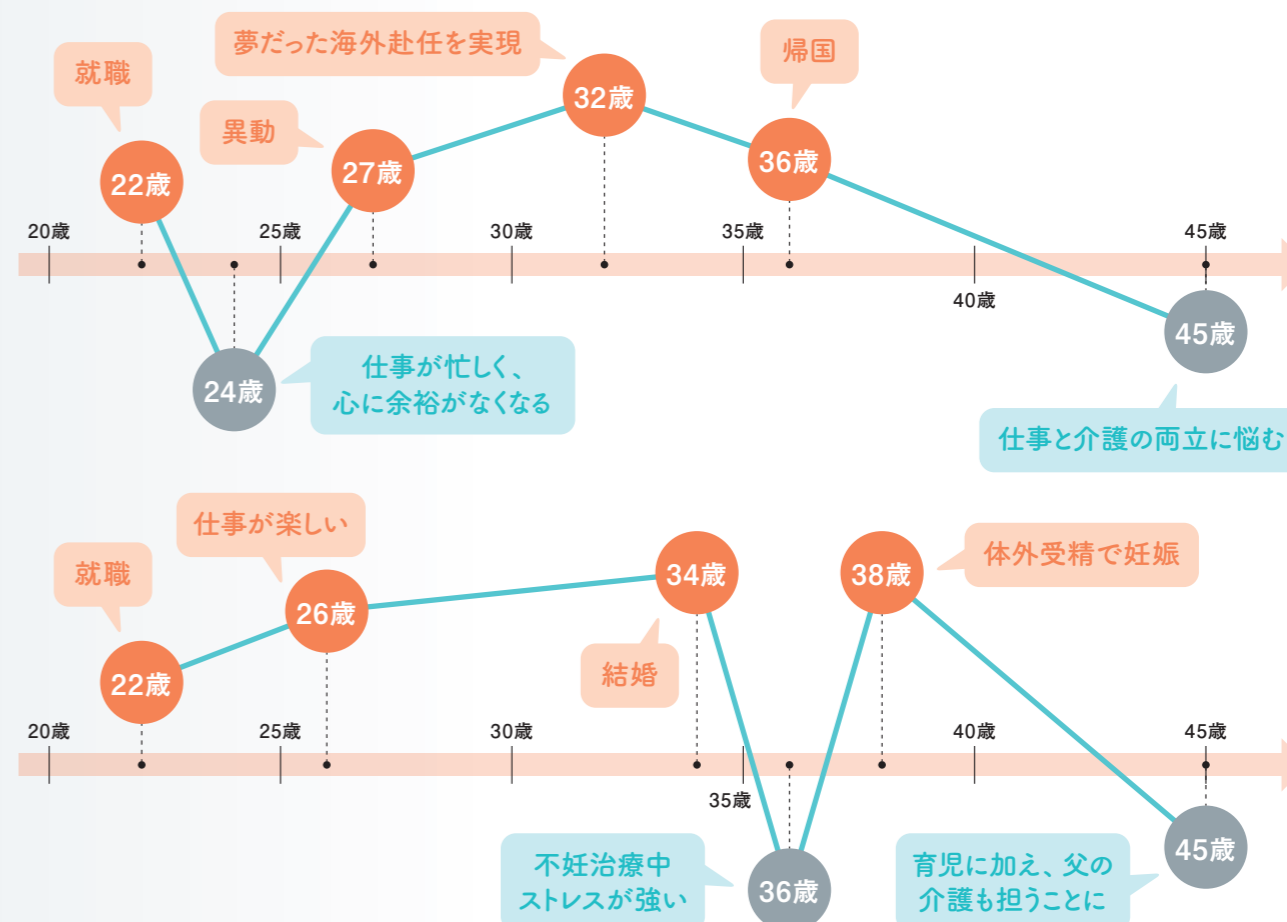 夢だった海外赴任を実現
帰国
就職
32歳
異動
36歳
27歳
22歳
20歳
25歳
30歳
35歳
45歳
40歳
45歳
仕事が忙しく、
心に余裕がなくなる
24歳
仕事と介護の両立に悩む
仕事が楽しい
体外受精で妊娠
就職
34歳
38歳
26歳
結婚
22歳
20歳
25歳
30歳
40歳
45歳
35歳
不妊治療中
ストレスが強い
36歳
育児に加え、父の
介護も担うことに
45歳